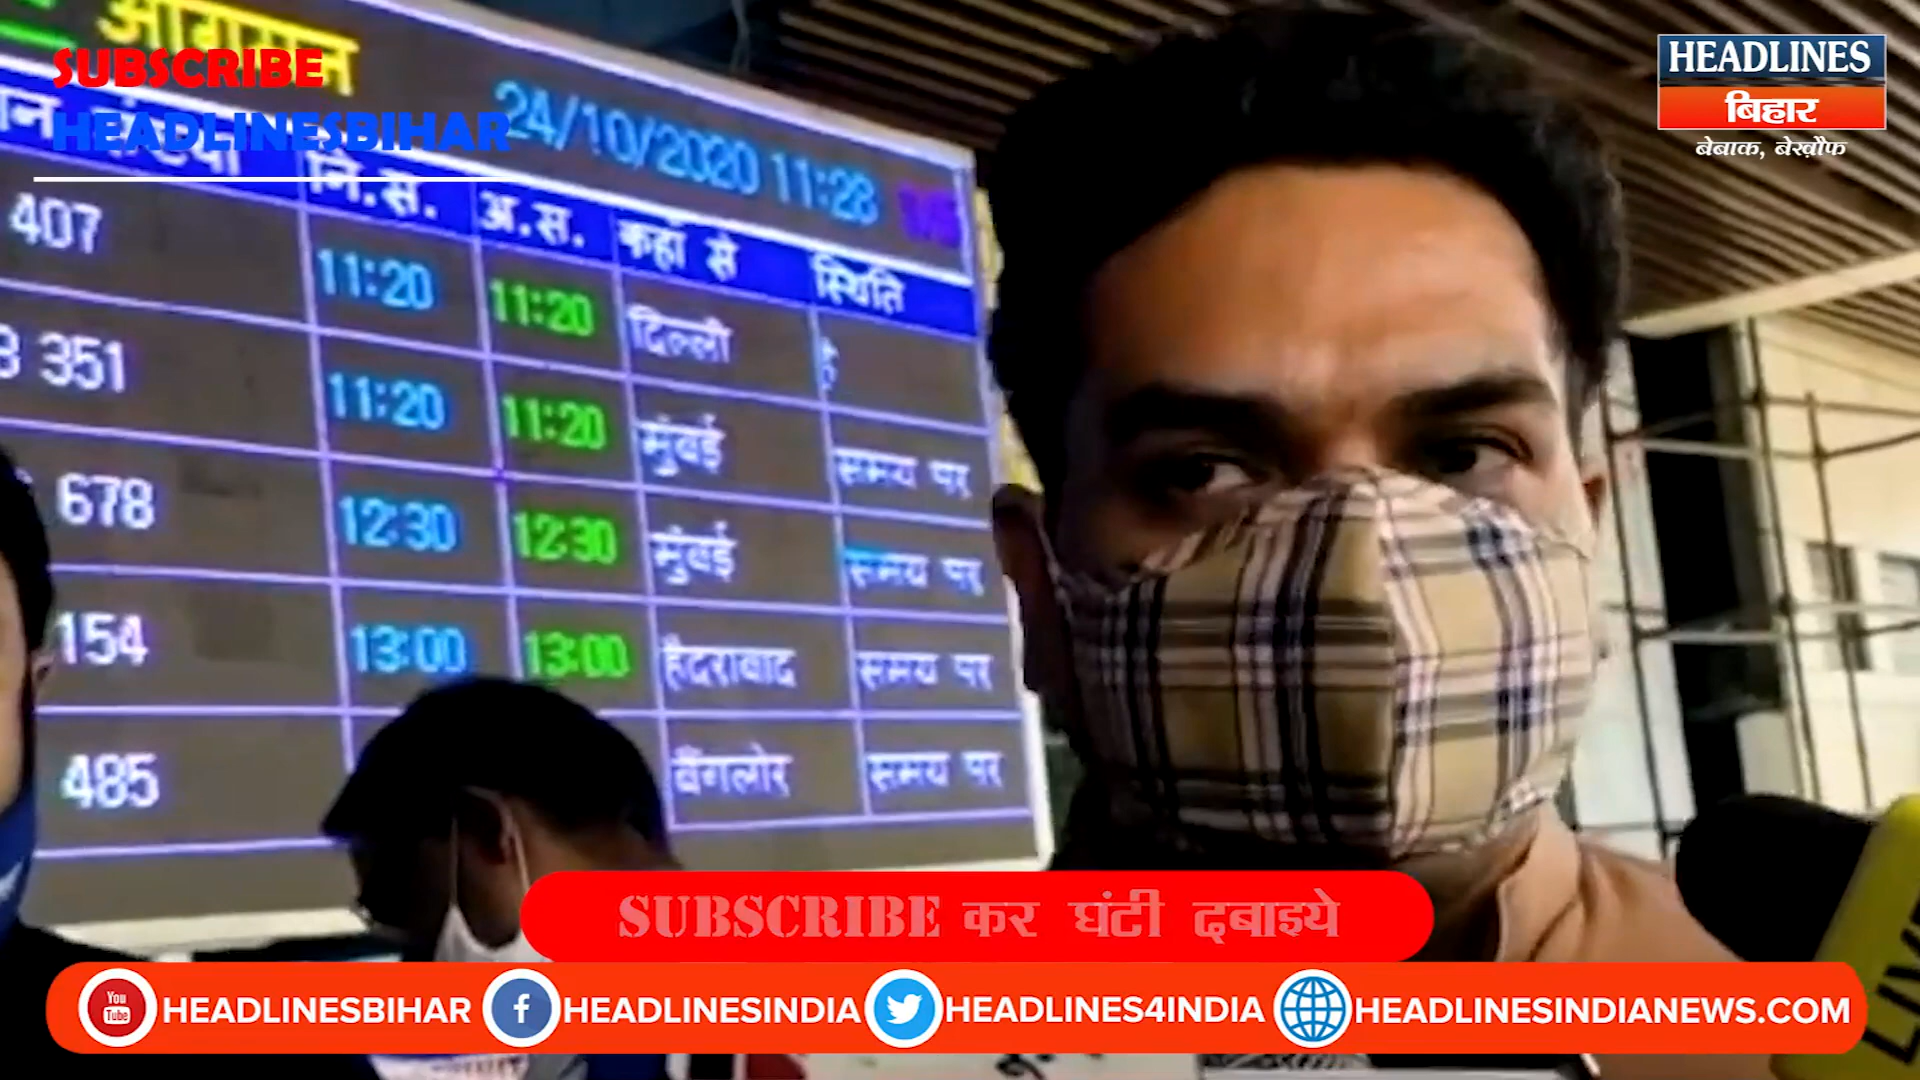 आगमन
SUBSCRIBE
HEADLINESBIHAR
24/10/2020 11:28
HEADLINES
बिहार
बेबाक, बेख़ौफ
नि.स. अ.स. कहाँ से स्थिति
407 11:20 11:20 दिल्ली है
351 11:20 11:20 मुंबई समय पर
678 12:30 12:30 मुंबई समय पर
154 13:00 13:00 हैदराबाद समय पर
485 बैंगलोर समय पर
SUBSCRIBE कर घंटी दबाइये
You Tube HEADLINESBIHAR f HEADLINESINDIA HEADLINES4INDIA HEADLINESINDIANEWS.COM